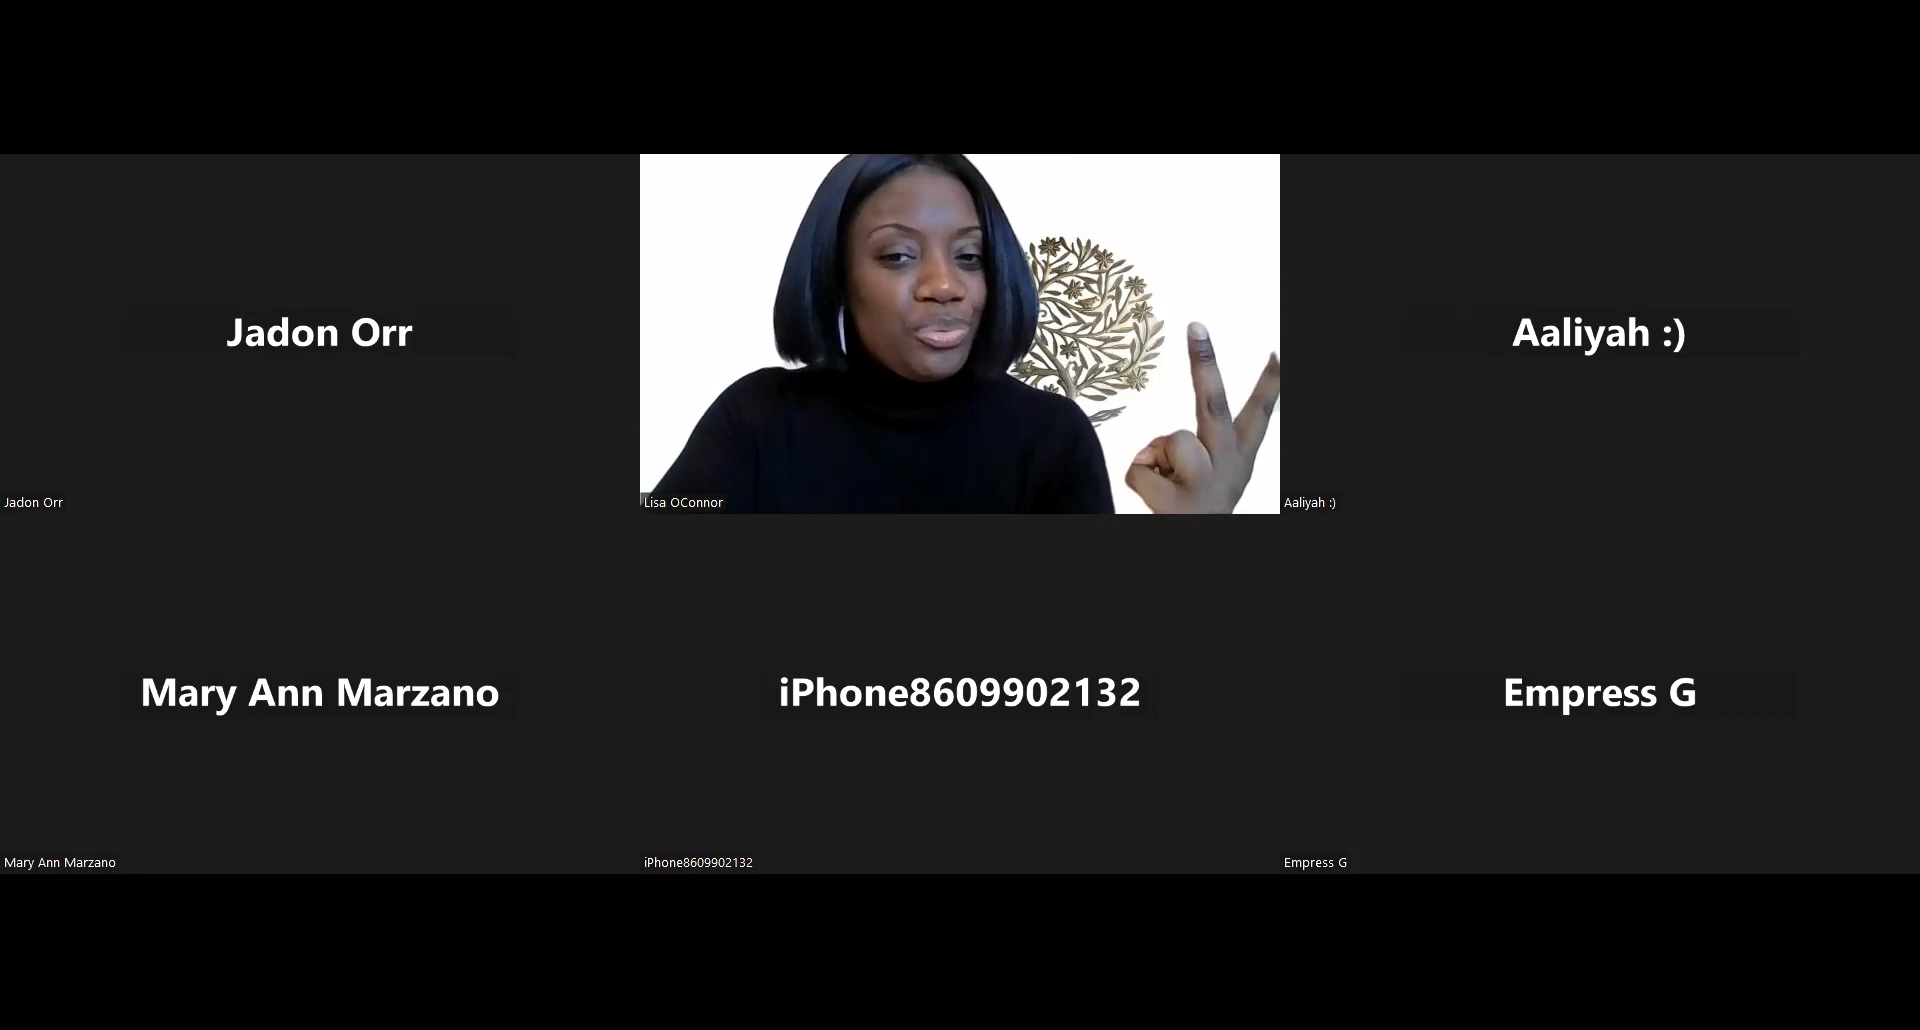 Jadon Orr
Aaliyah :)
Jadon Orr
Lisa OConnor
Aaliyah :)
Mary Ann Marzano
iPhone8609902132
Empress G
Mary Ann Marzano
iPhone8609902132
Empress G